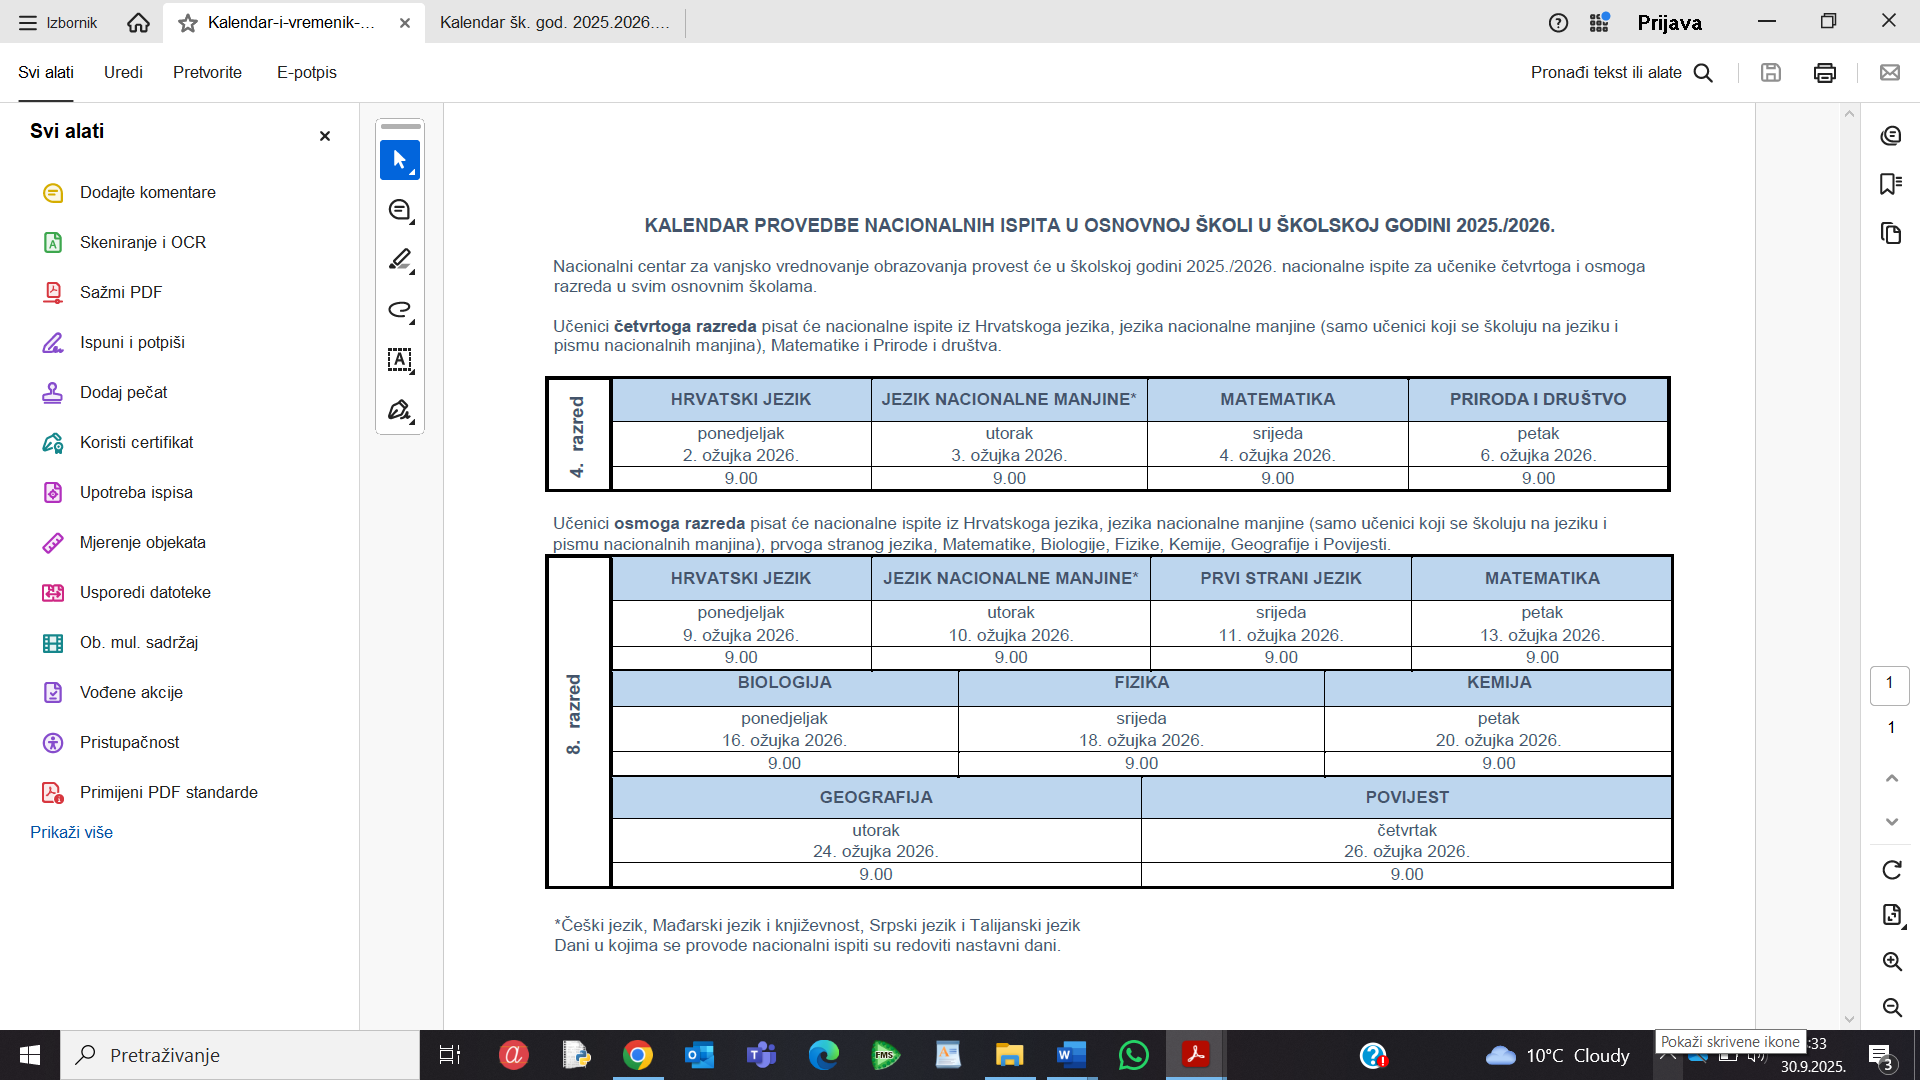 Izbornik
Kalendar-i-vremenik-...
Kalendar šk. god. 2025.2026....
Prijava
Svi alati
Uredi
Pretvorite
E-potpis
Pronađi tekst ili alate
Svi alati
Dodajte komentare
Skeniranje i OCR
Sažmi PDF
Ispuni i potpiši
Dodaj pečat
Koristi certifikat
Upotreba ispisa
Mjerenje objekata
Usporedi datoteke
Ob. mul. sadržaj
Vođene akcije
Pristupačnost
Primijeni PDF standarde
Prikaži više
KALENDAR PROVEDBE NACIONALNIH ISPITA U OSNOVNOJ ŠKOLI U ŠKOLSKOJ GODINI 2025./2026.
Nacionalni centar za vanjsko vrednovanje obrazovanja provest će u školskoj godini 2025./2026. nacionalne ispite za učenike četvrtoga i osmoga
razreda u svim osnovnim školama.
Učenici četvrtoga razreda pisat će nacionalne ispite iz Hrvatskoga jezika, jezika nacionalne manjine (samo učenici koji se školuju na jeziku i
pismu nacionalnih manjina), Matematike i Prirode i društva.
4. razred
HRVATSKI JEZIK JEZIK NACIONALNE MANJINE* MATEMATIKA PRIRODA I DRUŠTVO
ponedjeljak utorak srijeda petak
2. ožujka 2026. 3. ožujka 2026. 4. ožujka 2026. 6. ožujka 2026.
9.00 9.00 9.00 9.00
Učenici osmoga razreda pisat će nacionalne ispite iz Hrvatskoga jezika, jezika nacionalne manjine (samo učenici koji se školuju na jeziku i
pismu nacionalnih manjina), prvoga stranog jezika, Matematike, Biologije, Fizike, Kemije, Geografije i Povijesti.
8. razred
HRVATSKI JEZIK JEZIK NACIONALNE MANJINE* PRVI STRANI JEZIK MATEMATIKA
ponedjeljak utorak srijeda petak
9. ožujka 2026. 10. ožujka 2026. 11. ožujka 2026. 13. ožujka 2026.
9.00 9.00 9.00 9.00
BIOLOGIJA FIZIKA KEMIJA
ponedjeljak srijeda petak
16. ožujka 2026. 18. ožujka 2026. 20. ožujka 2026.
9.00 9.00 9.00
GEOGRAFIJA POVIJEST
utorak četvrtak
24. ožujka 2026. 26. ožujka 2026.
9.00 9.00
*Češki jezik, Mađarski jezik i književnost, Srpski jezik i Talijanski jezik
Dani u kojima se provode nacionalni ispiti su redoviti nastavni dani.
1
1
Pretraživanje
FMS
10°C Cloudy
Pokaži skrivene ikone
:33
30.9.2025.
3